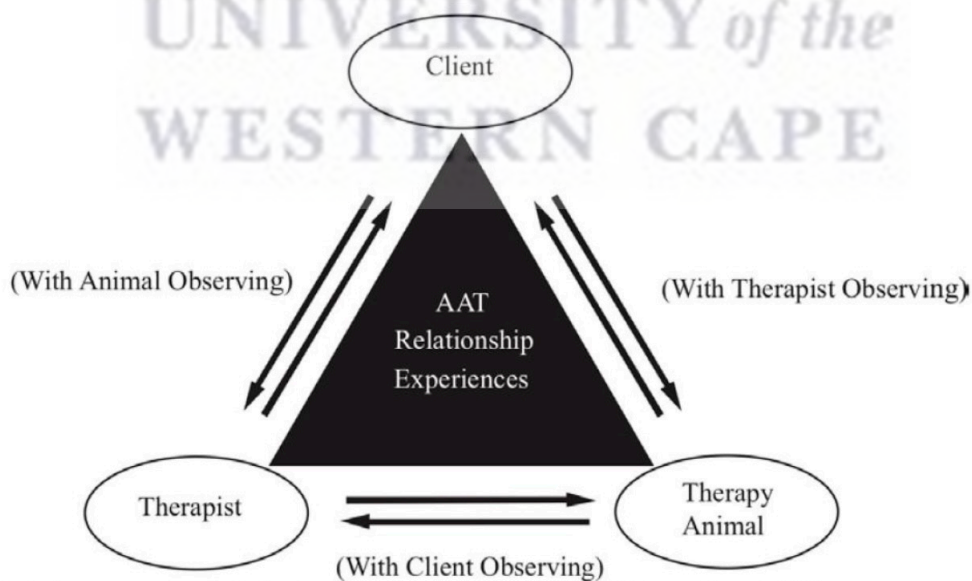 UNIVERSITY of the
Client
WESTERN CAPE
(With Animal Observing)
(With Therapist Observing)
AAT
Relationship
Experiences
Therapist
Therapy
Animal
(With Client Observing)